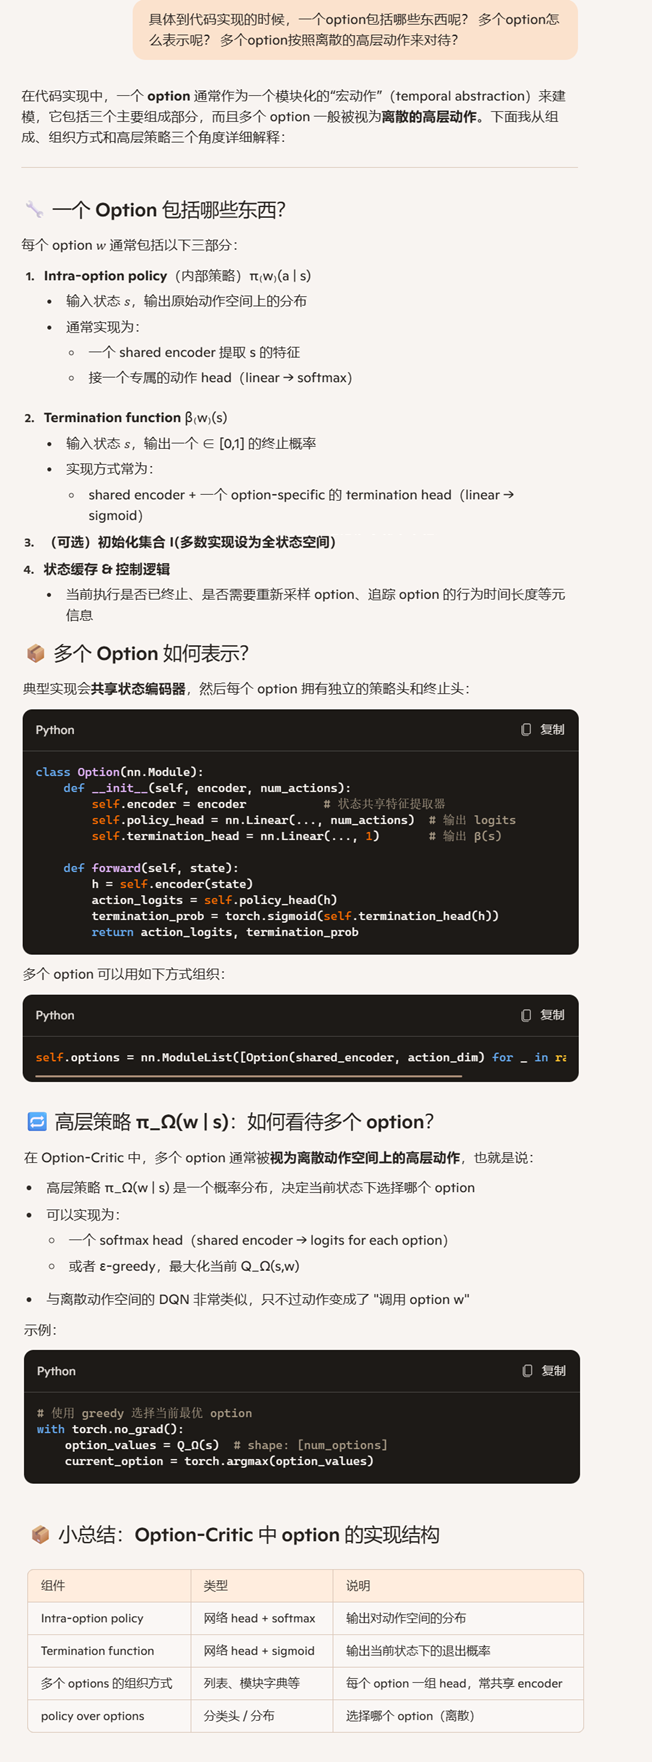 具体到代码实现的时候，一个option包括哪些东西呢？ 多个option怎
么表示呢？ 多个option按照离散的高层动作来对待？
在代码实现中，一个 option 通常作为一个模块化的“宏动作”（temporal abstraction）来建
模，它包括三个主要组成部分，而且多个 option 一般被视为离散的高层动作。下面我从组
成、组织方式和高层策略三个角度详细解释：
🔧 一个 Option 包括哪些东西？
每个 option w 通常包括以下三部分：
1. Intra-option policy（内部策略）π₍w₎(a | s)
• 输入状态 s，输出原始动作空间上的分布
• 通常实现为：
◦ 一个 shared encoder 提取 s 的特征
◦ 接一个专属的动作 head（linear → softmax）
2. Termination function β₍w₎(s)
• 输入状态 s，输出一个 ∈ [0,1] 的终止概率
• 实现方式常为：
◦ shared encoder + 一个 option-specific 的 termination head（linear →
sigmoid）
3. （可选）初始化集合 I(多数实现设为全状态空间）
4. 状态缓存 & 控制逻辑
• 当前执行是否已终止、是否需要重新采样 option、追踪 option 的行为时间长度等元
信息
📦 多个 Option 如何表示？
典型实现会共享状态编码器，然后每个 option 拥有独立的策略头和终止头：
Python 复制
class Option(nn.Module):
    def __init__(self, encoder, num_actions):
        self.encoder = encoder           # 状态共享特征提取器
        self.policy_head = nn.Linear(..., num_actions)  # 输出 logits
        self.termination_head = nn.Linear(..., 1)       # 输出 β(s)
    def forward(self, state):
        h = self.encoder(state)
        action_logits = self.policy_head(h)
        termination_prob = torch.sigmoid(self.termination_head(h))
        return action_logits, termination_prob
多个 option 可以用如下方式组织：
Python 复制
self.options = nn.ModuleList([Option(shared_encoder, action_dim) for _ in ra
🔁 高层策略 π_Ω(w | s)：如何看待多个 option？
在 Option-Critic 中，多个 option 通常被视为离散动作空间上的高层动作，也就是说：
• 高层策略 π_Ω(w | s) 是一个概率分布，决定当前状态下选择哪个 option
• 可以实现为：
◦ 一个 softmax head（shared encoder → logits for each option）
◦ 或者 ε-greedy，最大化当前 Q_Ω(s,w)
• 与离散动作空间的 DQN 非常类似，只不过动作变成了 "调用 option w"
示例：
Python 复制
# 使用 greedy 选择当前最优 option
with torch.no_grad():
    option_values = Q_Ω(s)  # shape: [num_options]
    current_option = torch.argmax(option_values)
📦 小总结：Option-Critic 中 option 的实现结构
组件 类型 说明
Intra-option policy 网络 head + softmax 输出对动作空间的分布
Termination function 网络 head + sigmoid 输出当前状态下的退出概率
多个 options 的组织方式 列表、模块字典等 每个 option 一组 head，常共享 encoder
policy over options 分类头 / 分布 选择哪个 option（离散）